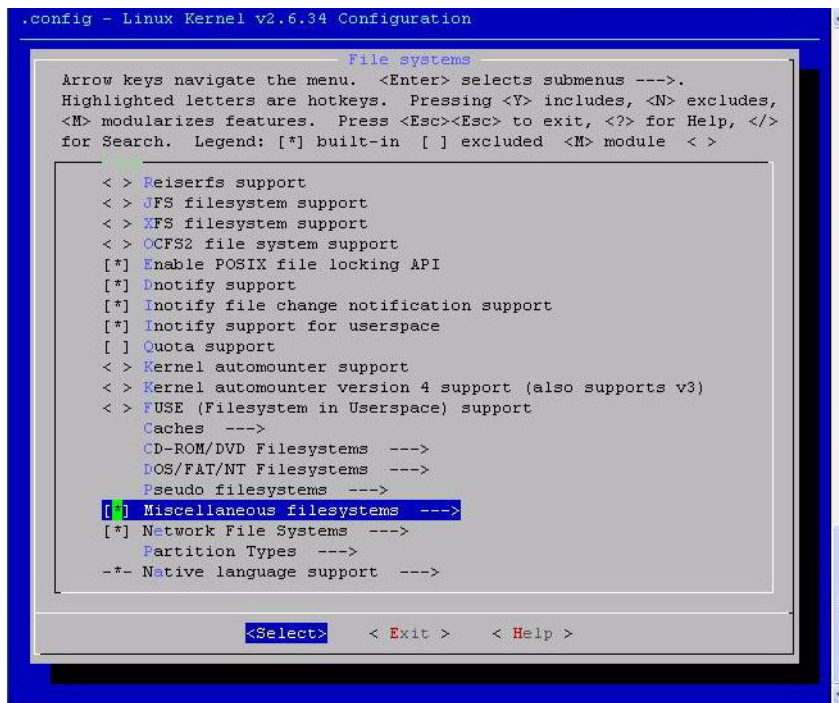 .config - Linux Kernel v2.6.34 Configuration
File systems
Arrow keys navigate the menu.  <Enter> selects submenus --->.
Highlighted letters are hotkeys.  Pressing <Y> includes, <N> excludes,
<M> modularizes features.  Press <Esc><Esc> to exit, <?> for Help, </>
for Search.  Legend: [*] built-in  [ ] excluded  <M> module  < >
< > Reiserfs support
< > JFS filesystem support
< > XFS filesystem support
< > OCFS2 file system support
[*] Enable POSIX file locking API
[*] Dnotify support
[*] Inotify file change notification support
[*] Inotify support for userspace
[ ] Quota support
< > Kernel automounter support
< > Kernel automounter version 4 support (also supports v3)
< > FUSE (Filesystem in Userspace) support
Caches  --->
CD-ROM/DVD Filesystems  --->
DOS/FAT/NT Filesystems  --->
Pseudo filesystems  --->
[*] Miscellaneous filesystems  --->
[*] Network File Systems  --->
Partition Types  --->
-*- Native language support  --->
<Select>    < Exit >    < Help >